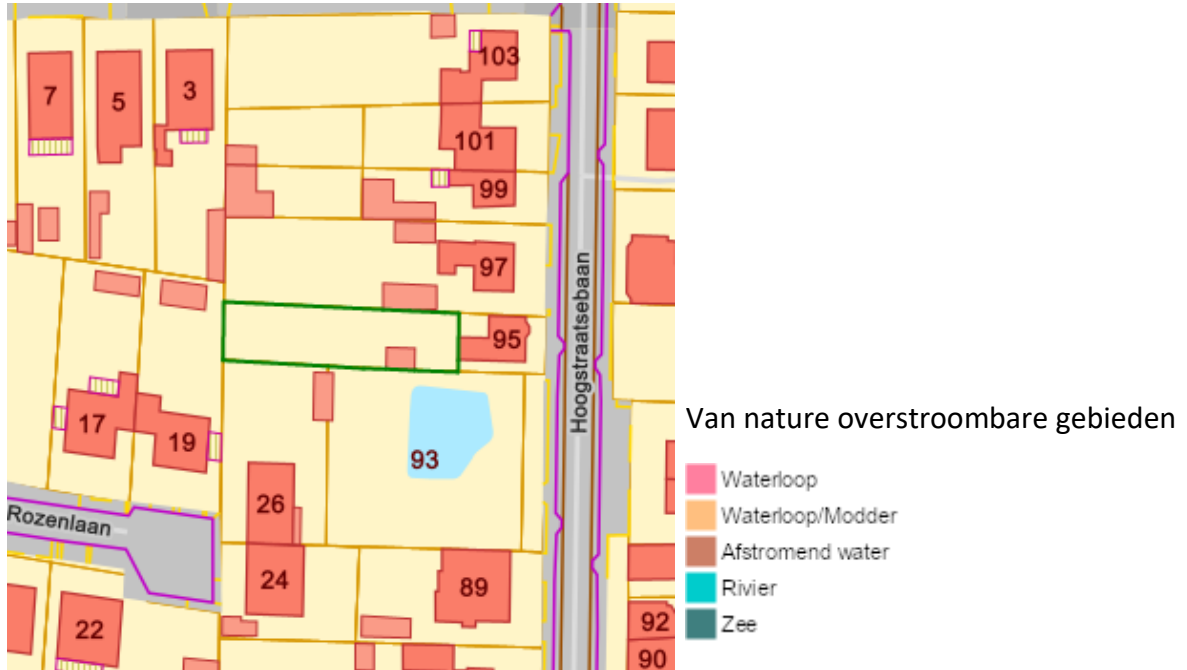 103
7
5
3
101
99
97
Hoogstraatsebaan
95
17
19
93
26
Rozenlaan
24
89
22
92
90
Van nature overstroombare gebieden
Waterloop
Waterloop/Modder
Afstromend water
Rivier
Zee